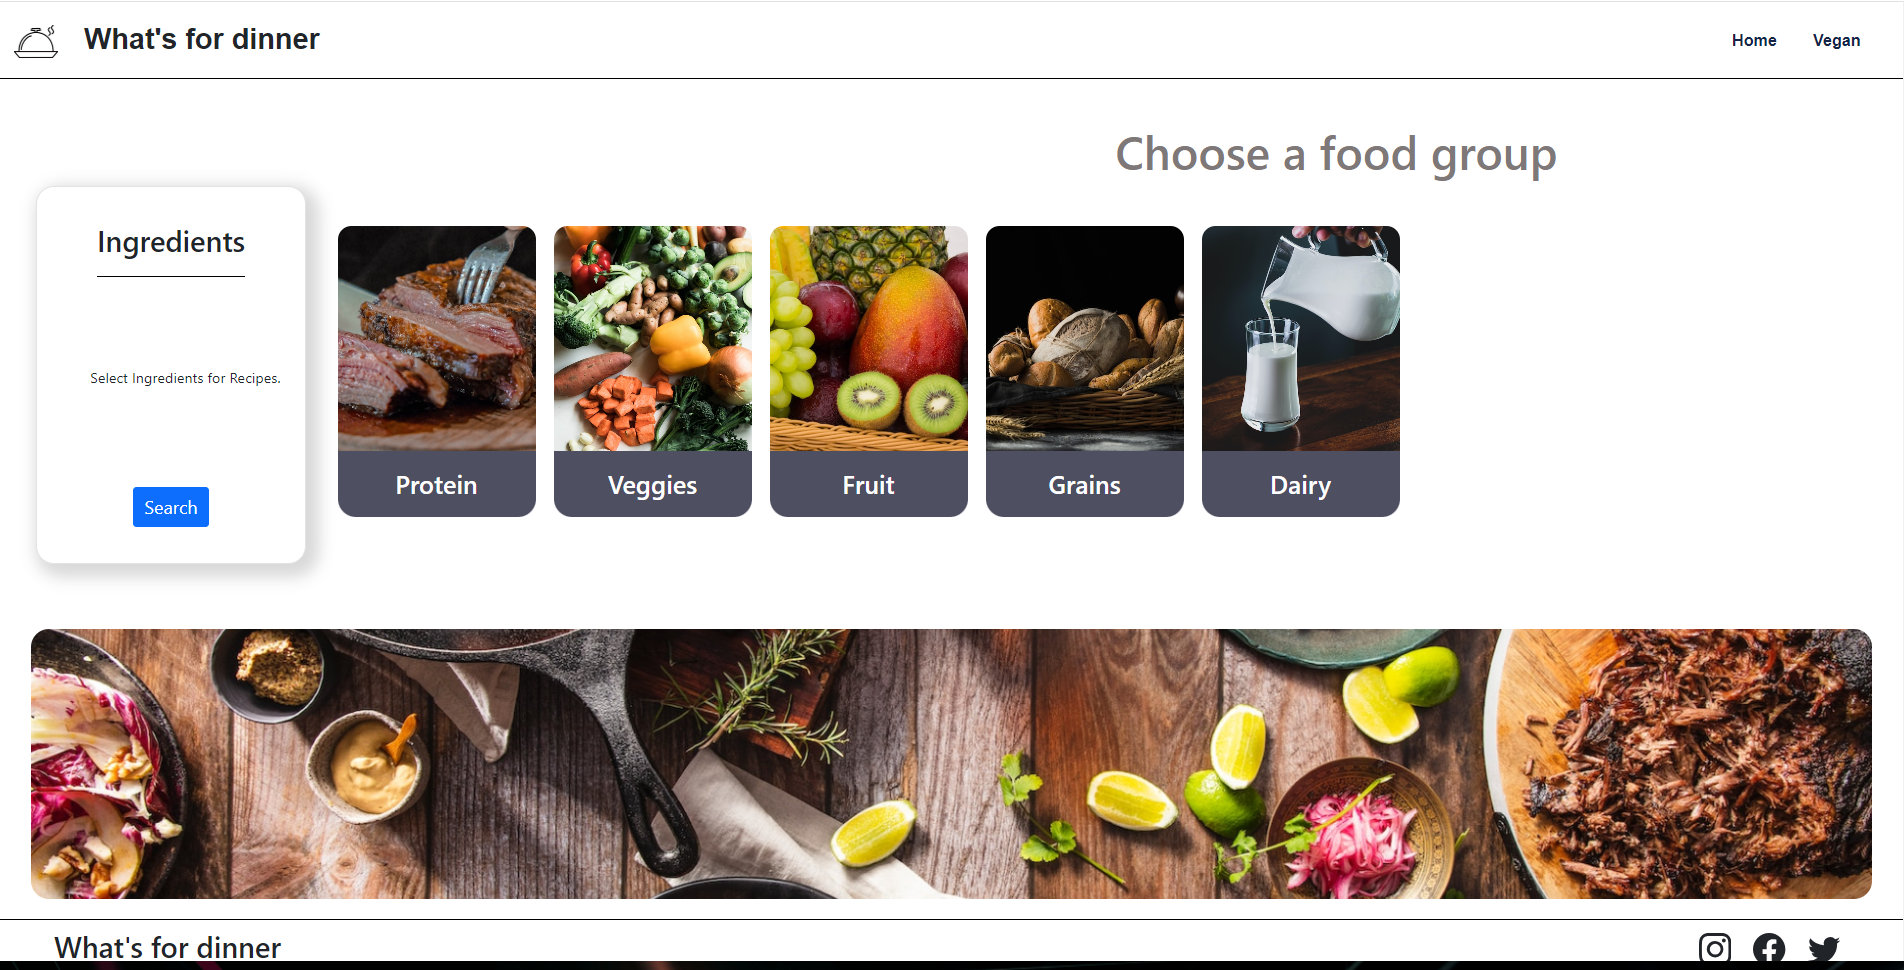 What's for dinner
Home
Vegan
Choose a food group
Ingredients
Select Ingredients for Recipes.
Search
Protein
Veggies
Fruit
Grains
Dairy
What's for dinner